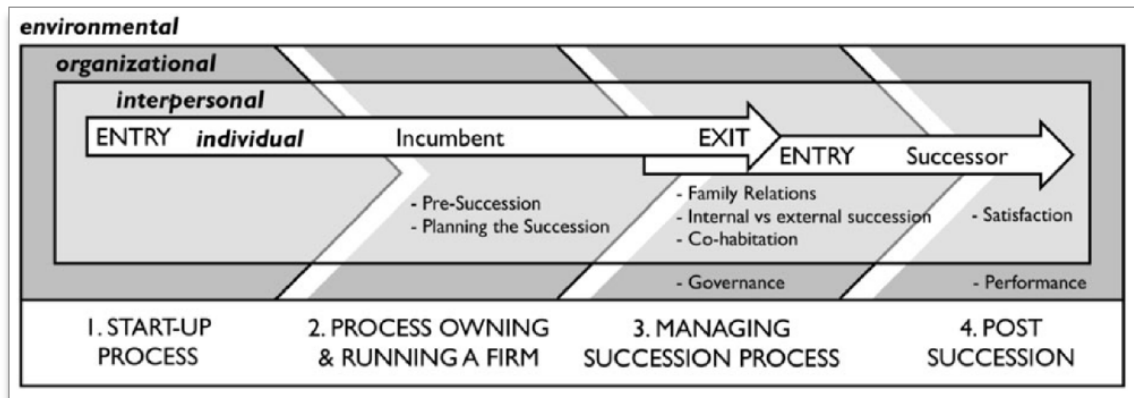 environmental
organizational
interpersonal
ENTRY individual Incumbent EXIT
ENTRY Successor
- Pre-Succession
- Planning the Succession
- Family Relations
- Internal vs external succession
- Co-habitation
- Satisfaction
- Governance
- Performance
1. START-UP
PROCESS
2. PROCESS OWNING
& RUNNING A FIRM
3. MANAGING
SUCCESSION PROCESS
4. POST
SUCCESSION